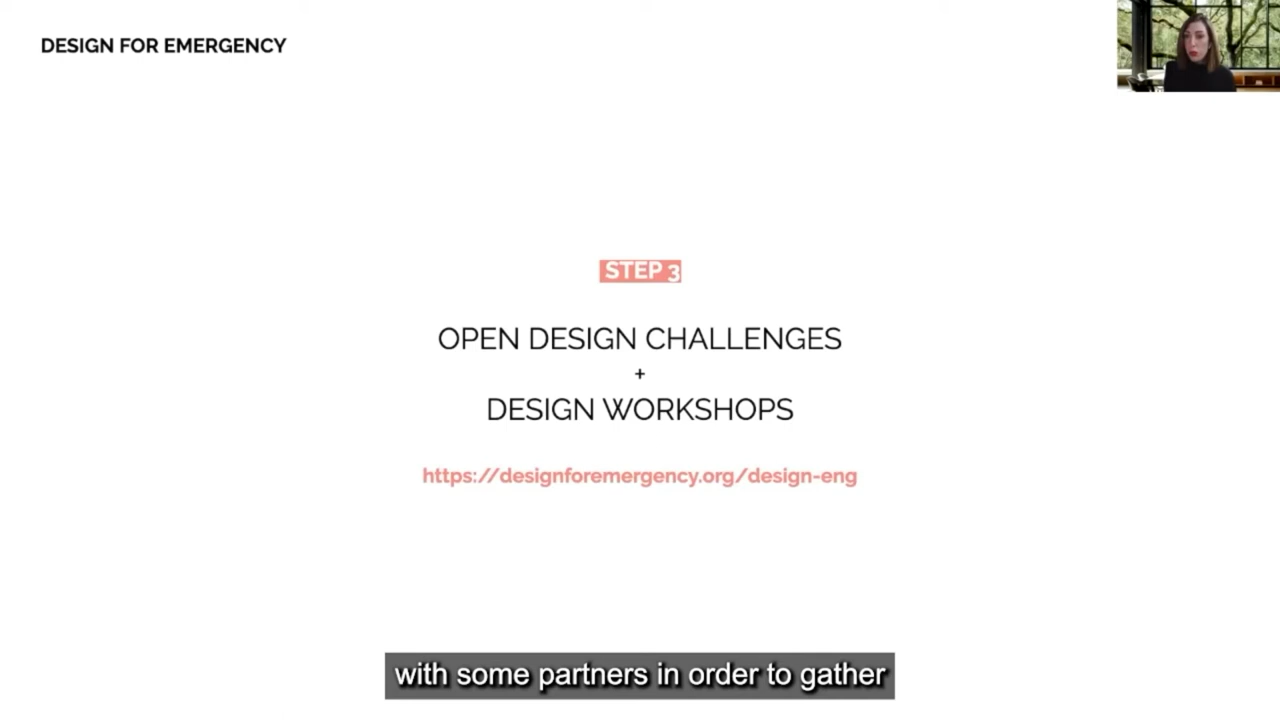 DESIGN FOR EMERGENCY
STEP 3
OPEN DESIGN CHALLENGES
+
DESIGN WORKSHOPS
https://designforemergency.org/design-eng
with some partners in order to gather